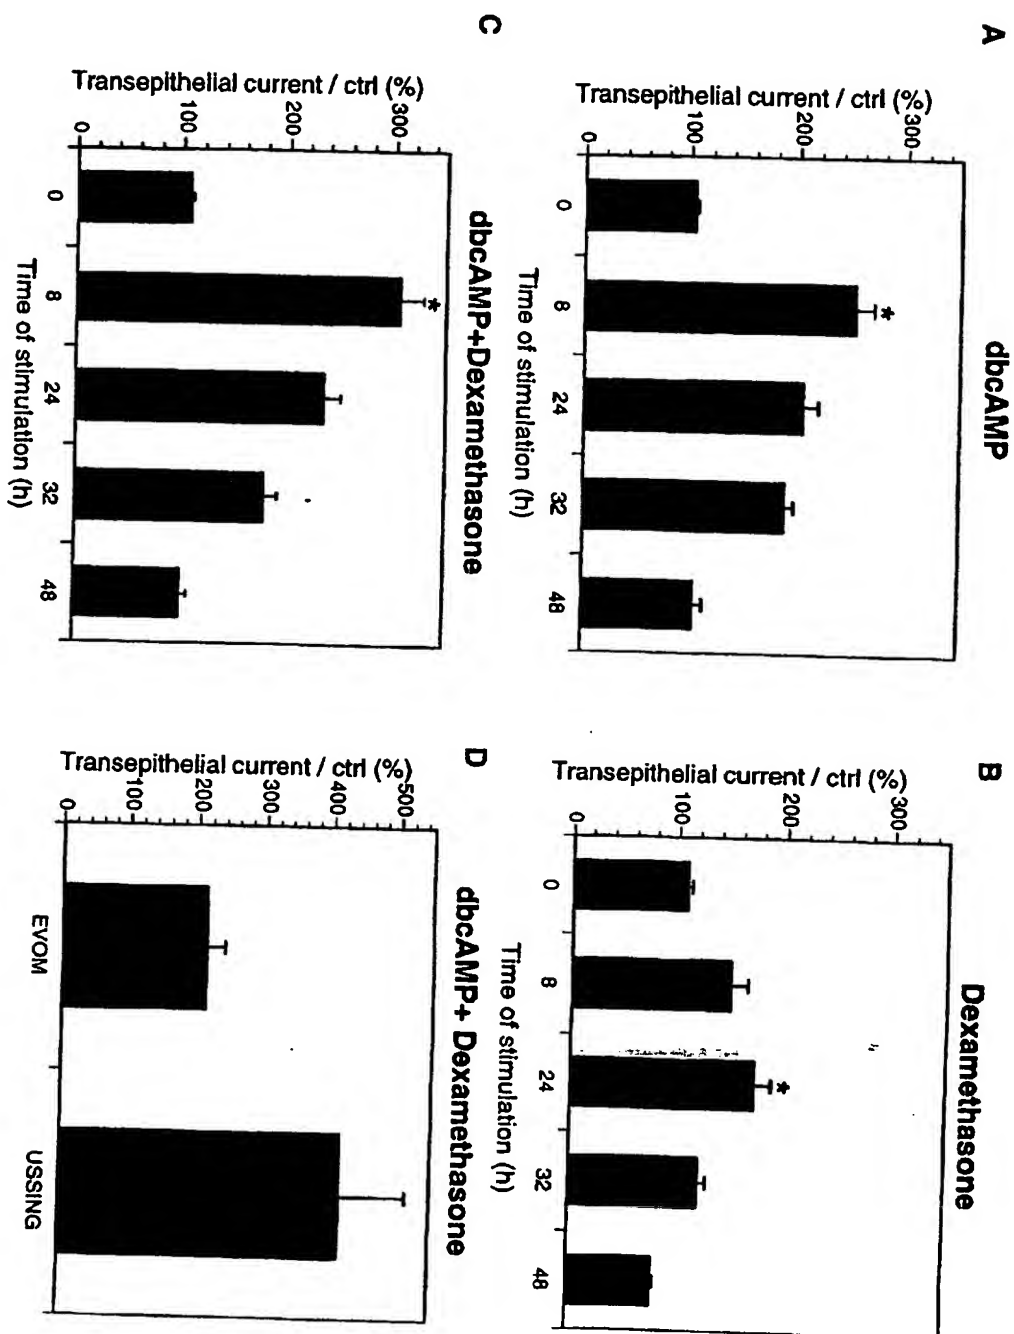 A
dbcAMP
Transepithelial current / ctrl (%)
300
200
100
0
*
0 8 24 32 48
Time of stimulation (h)
B
Dexamethasone
Transepithelial current / ctrl (%)
300
200
100
0
*
0 8 24 32 48
Time of stimulation (h)
C
dbcAMP+Dexamethasone
Transepithelial current / ctrl (%)
300
200
100
0
*
0 8 24 32 48
Time of stimulation (h)
D
dbcAMP+ Dexamethasone
Transepithelial current / ctrl (%)
500
400
300
200
100
0
EVOM USSING